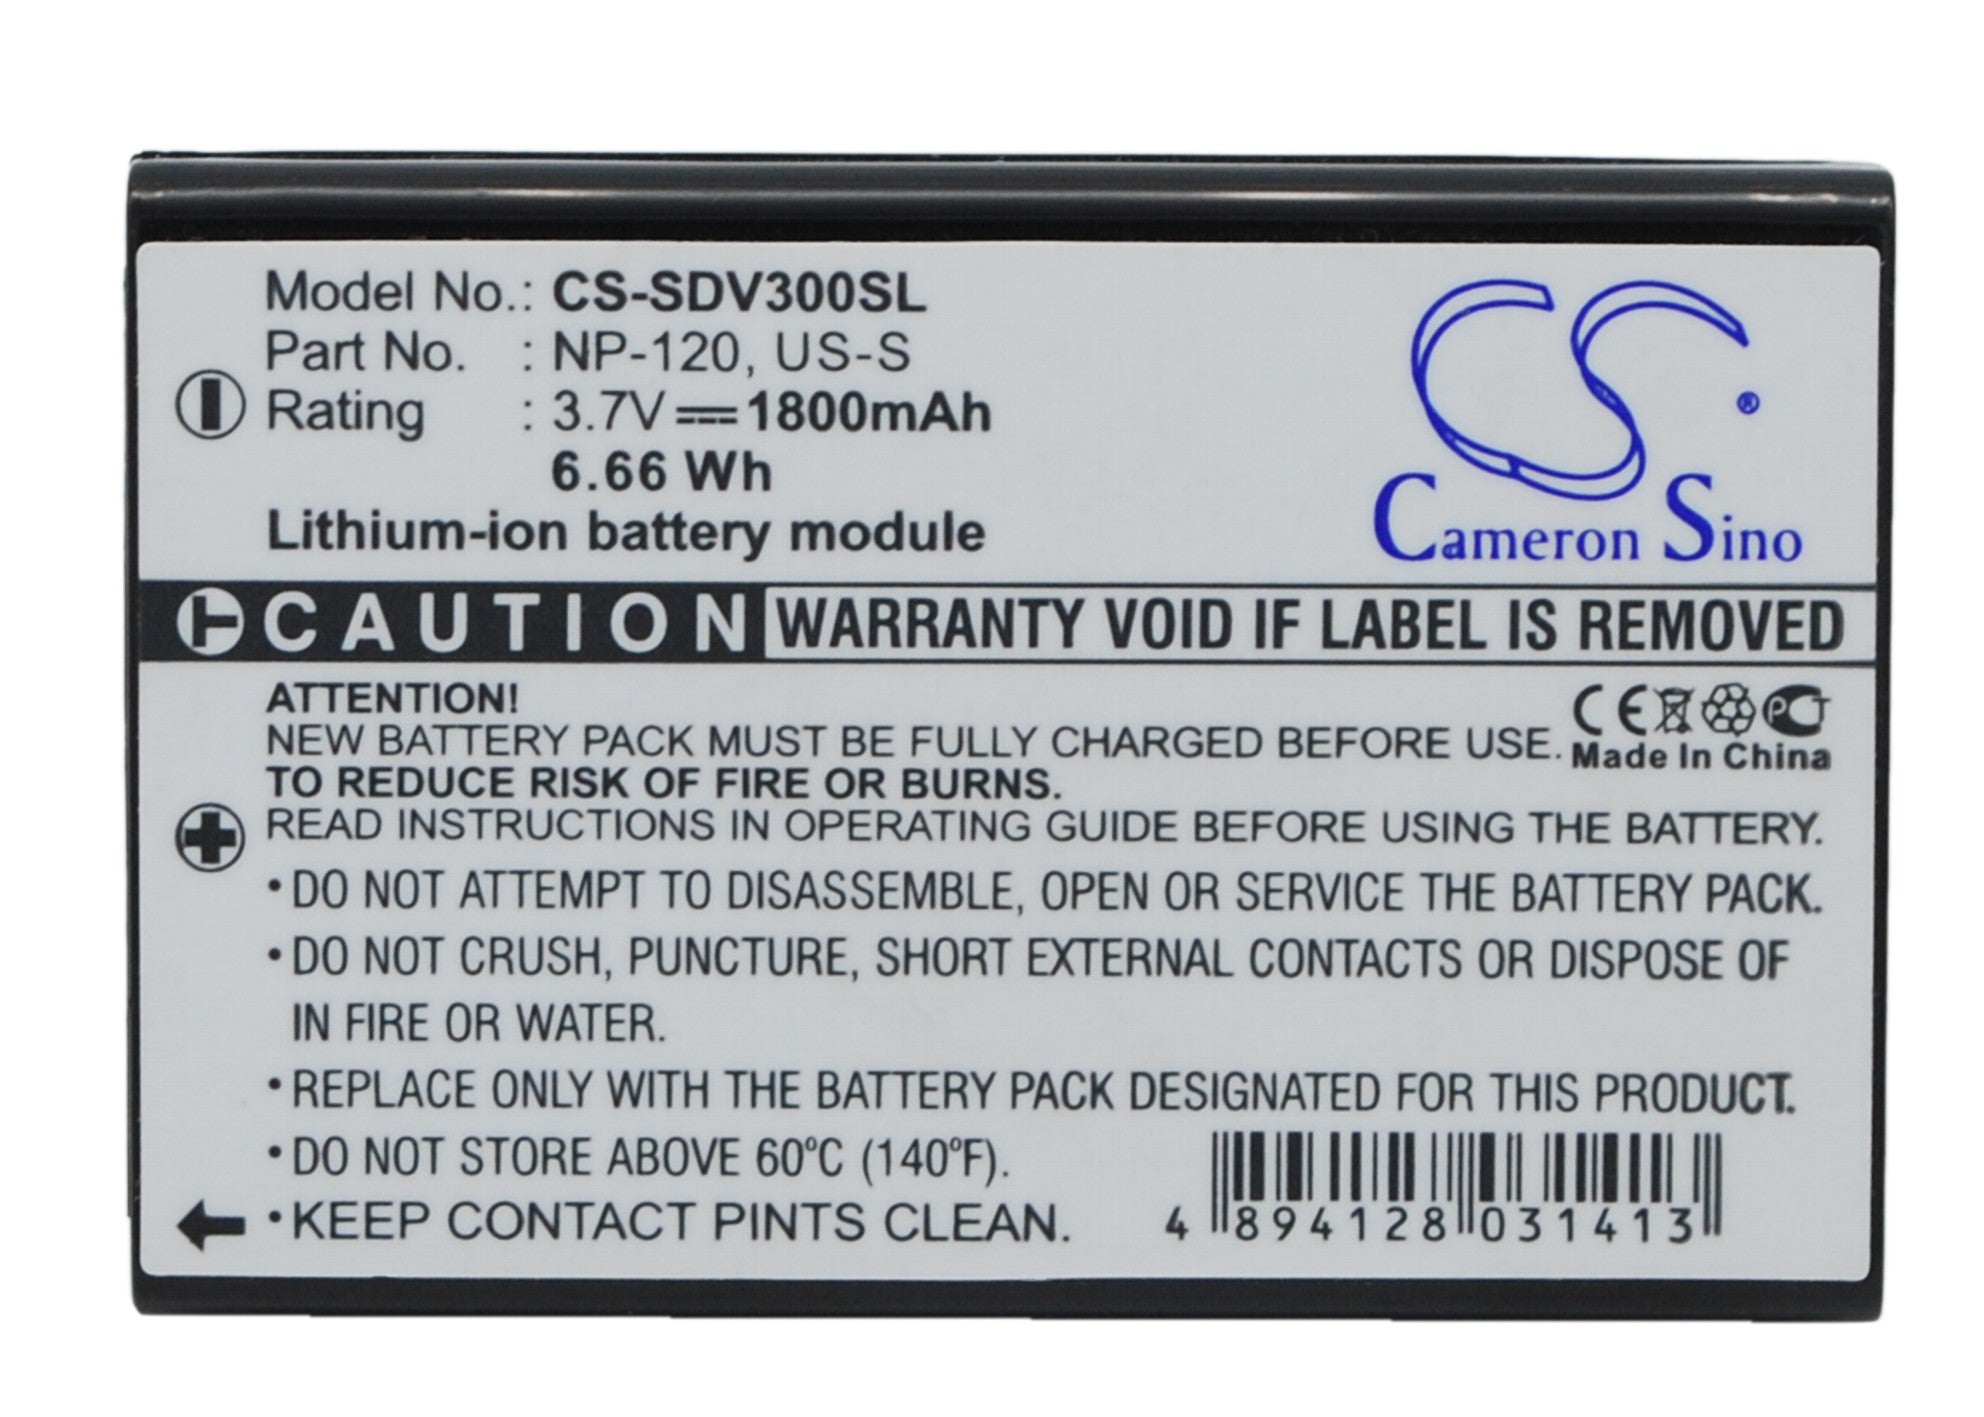 Model No.: CS-SDV300SL
Part No. : NP-120, US-S
Rating : 3.7V 1800mAh
6.66 Wh
Lithium-ion battery module
CS ®
Cameron Sino
CAUTION WARRANTY VOID IF LABEL IS REMOVED
ATTENTION!
NEW BATTERY PACK MUST BE FULLY CHARGED BEFORE USE.
CE PCT
Made In China
TO REDUCE RISK OF FIRE OR BURNS.
READ INSTRUCTIONS IN OPERATING GUIDE BEFORE USING THE BATTERY.
•DO NOT ATTEMPT TO DISASSEMBLE, OPEN OR SERVICE THE BATTERY PACK.
•DO NOT CRUSH, PUNCTURE, SHORT EXTERNAL CONTACTS OR DISPOSE OF
IN FIRE OR WATER.
•REPLACE ONLY WITH THE BATTERY PACK DESIGNATED FOR THIS PRODUCT.
•DO NOT STORE ABOVE 60ºC (140ºF).
•KEEP CONTACT PINTS CLEAN.
4 894128 031413